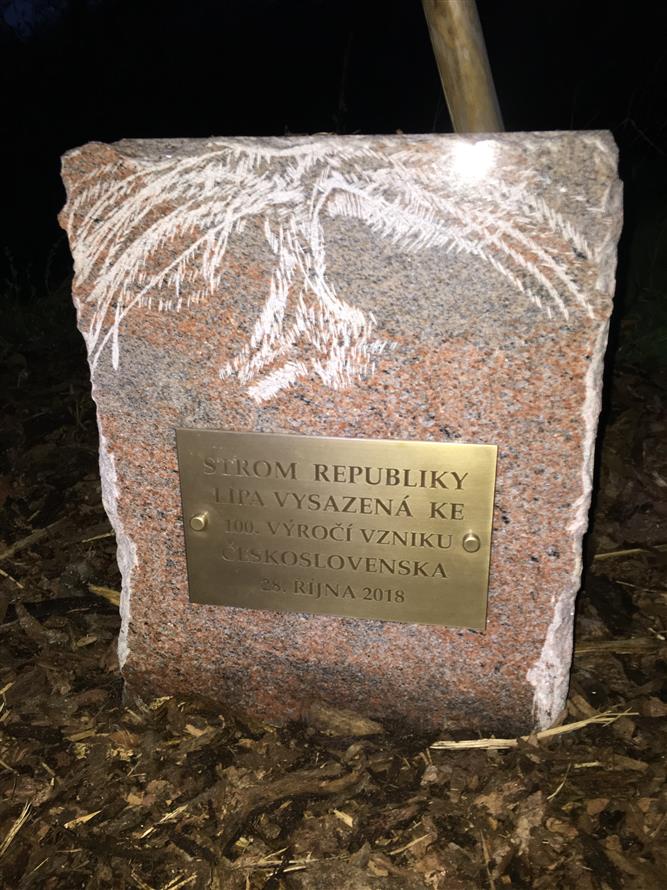 STROM REPUBLIKY
LÍPA VYSAZENÁ KE
100. VÝROČÍ VZNIKU
ČESKOSLOVENSKA
28. ŘÍJNA 2018